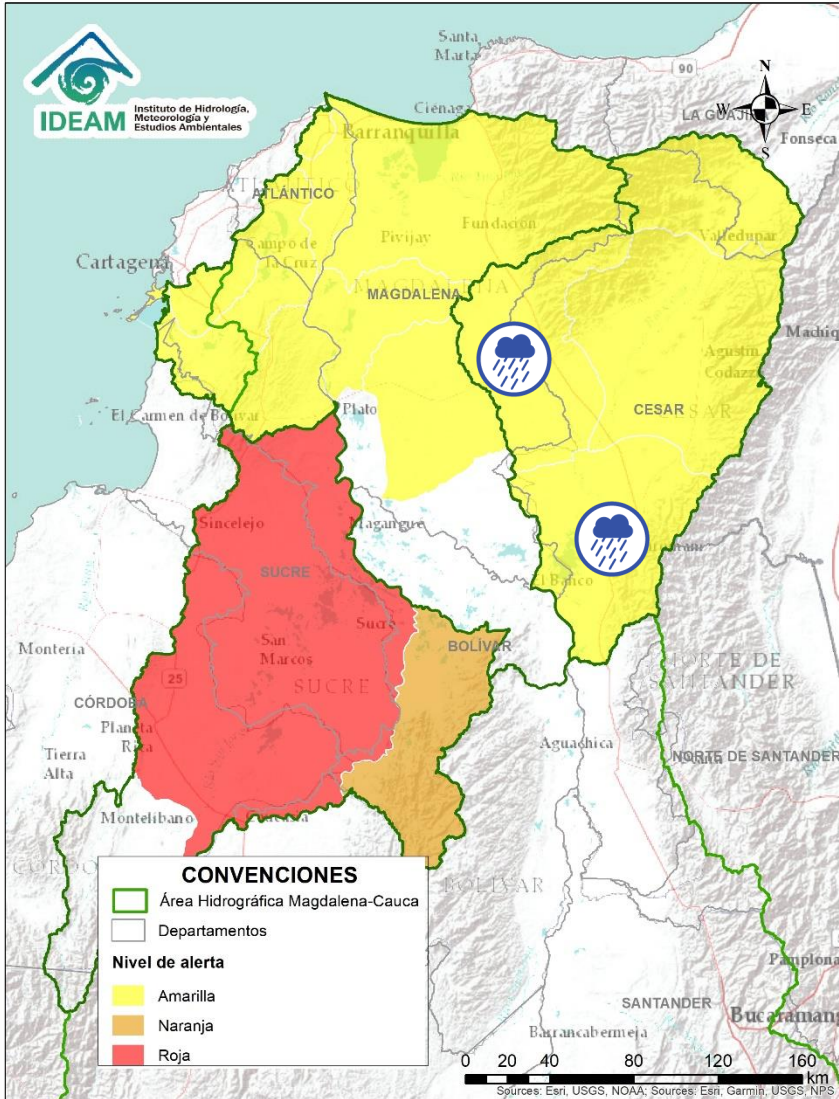 IDEAM
Instituto de Hidrología,
Meteorología y
Estudios Ambientales
Santa
Marta
90
N
W
E
S
LA GUAJIRA
Fonseca
Ciénaga
Barranquilla
ATLÁNTICO
Fundación
Valledupar
Pivijay
Campo de
la Cruz
Cartagena
MAGDALENA
Agustín
Codazzi
CESAR
El Carmen de Bolívar
Plato
Sincelejo
Magangue
SUCRE
El Banco
Sucre
BOLÍVAR
Montería
San
Marcos
SUCRE
25
NORTE DE
SANTANDER
CÓRDOBA
Planeta
Rica
Tierra
Alta
Aguachica
NORTE DE SANTANDER
Montelíbano
BOLÍVAR
CONVENCIONES
Área Hidrográfica Magdalena-Cauca
Departamentos
Nivel de alerta
Amarilla
Naranja
Roja
Pamplona
SANTANDER
Bucaramang
Barrancabermeja
0 20 40 80 120 160
km
Sources: Esri, USGS, NOAA; Sources: Esri, Garmin, USGS, NPS